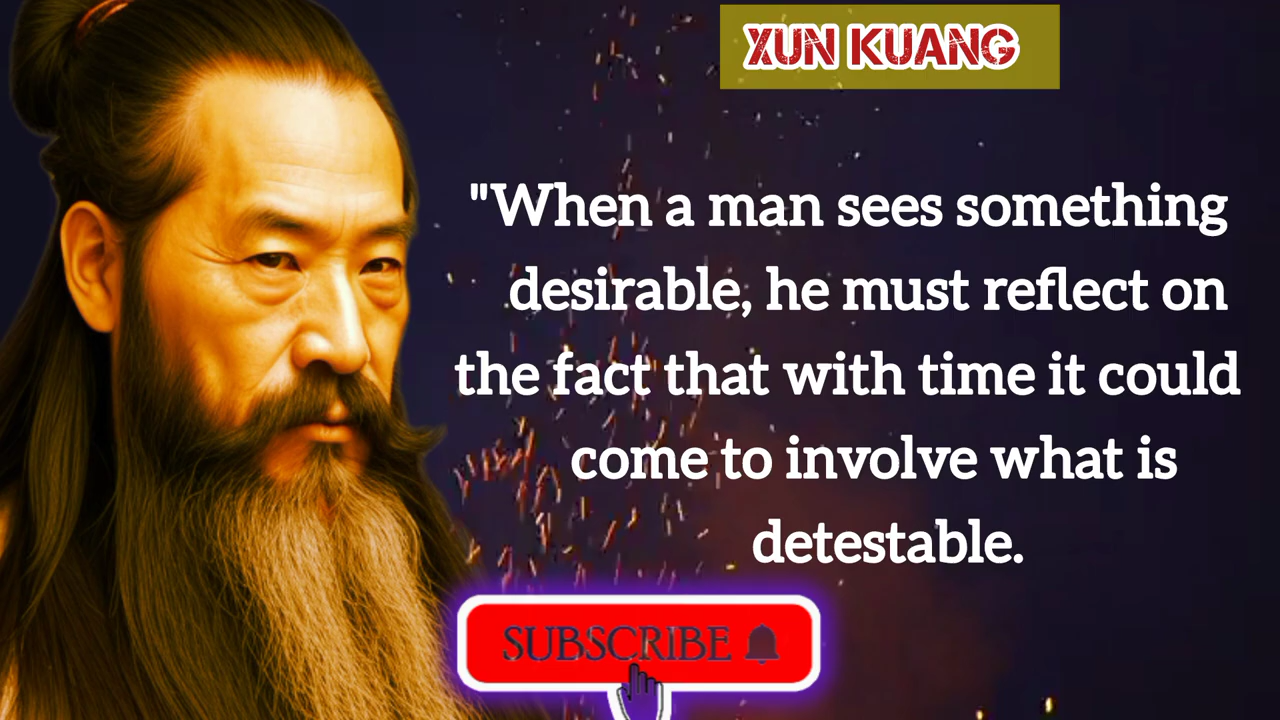 XUN KUANG
"When a man sees something
desirable, he must reflect on
the fact that with time it could
come to involve what is
detestable.
SUBSCRIBE